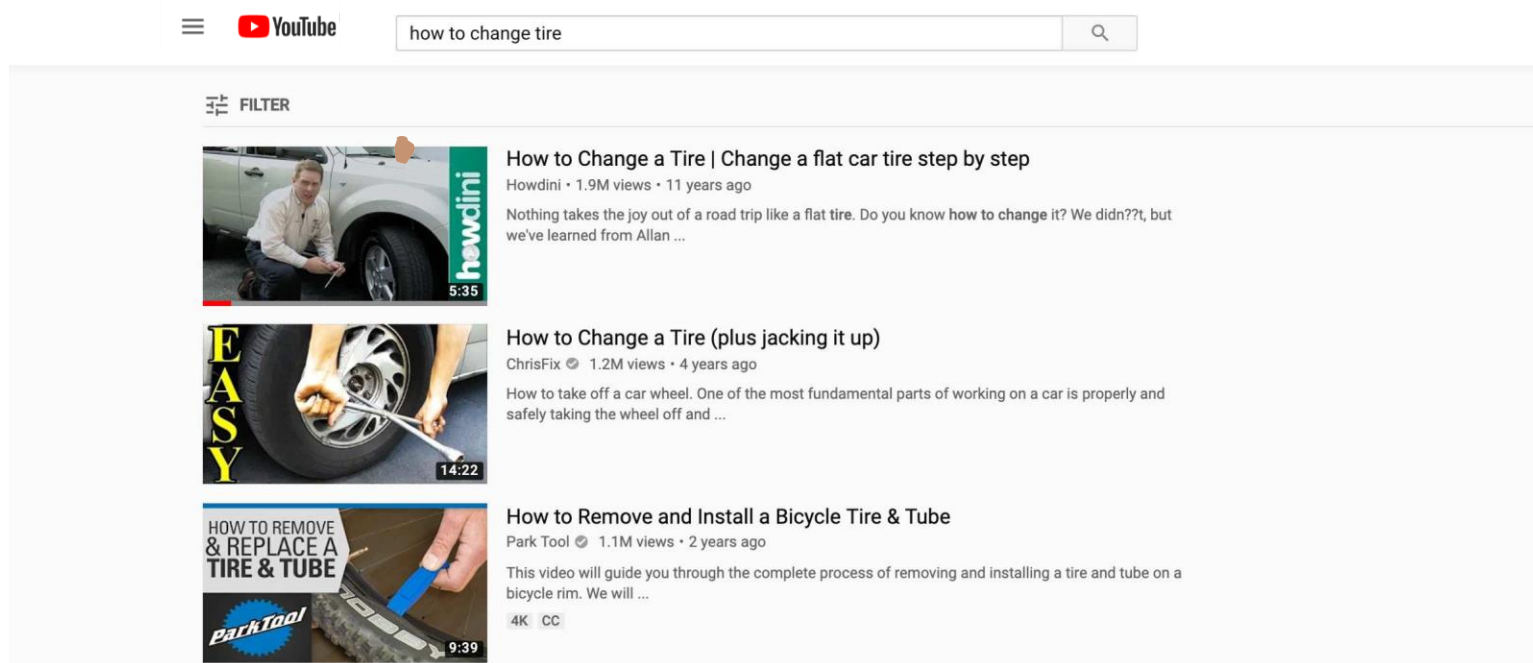 YouTube
how to change tire
FILTER
howdini
5:35
How to Change a Tire | Change a flat car tire step by step
Howdini • 1.9M views • 11 years ago
Nothing takes the joy out of a road trip like a flat tire. Do you know how to change it? We didn??t, but
we've learned from Allan ...
EASY
14:22
How to Change a Tire (plus jacking it up)
ChrisFix 1.2M views • 4 years ago
How to take off a car wheel. One of the most fundamental parts of working on a car is properly and
safely taking the wheel off and ...
HOW TO REMOVE
& REPLACE A
TIRE & TUBE
ParkTool
9:39
How to Remove and Install a Bicycle Tire & Tube
Park Tool 1.1M views • 2 years ago
This video will guide you through the complete process of removing and installing a tire and tube on a
bicycle rim. We will ...
4K CC